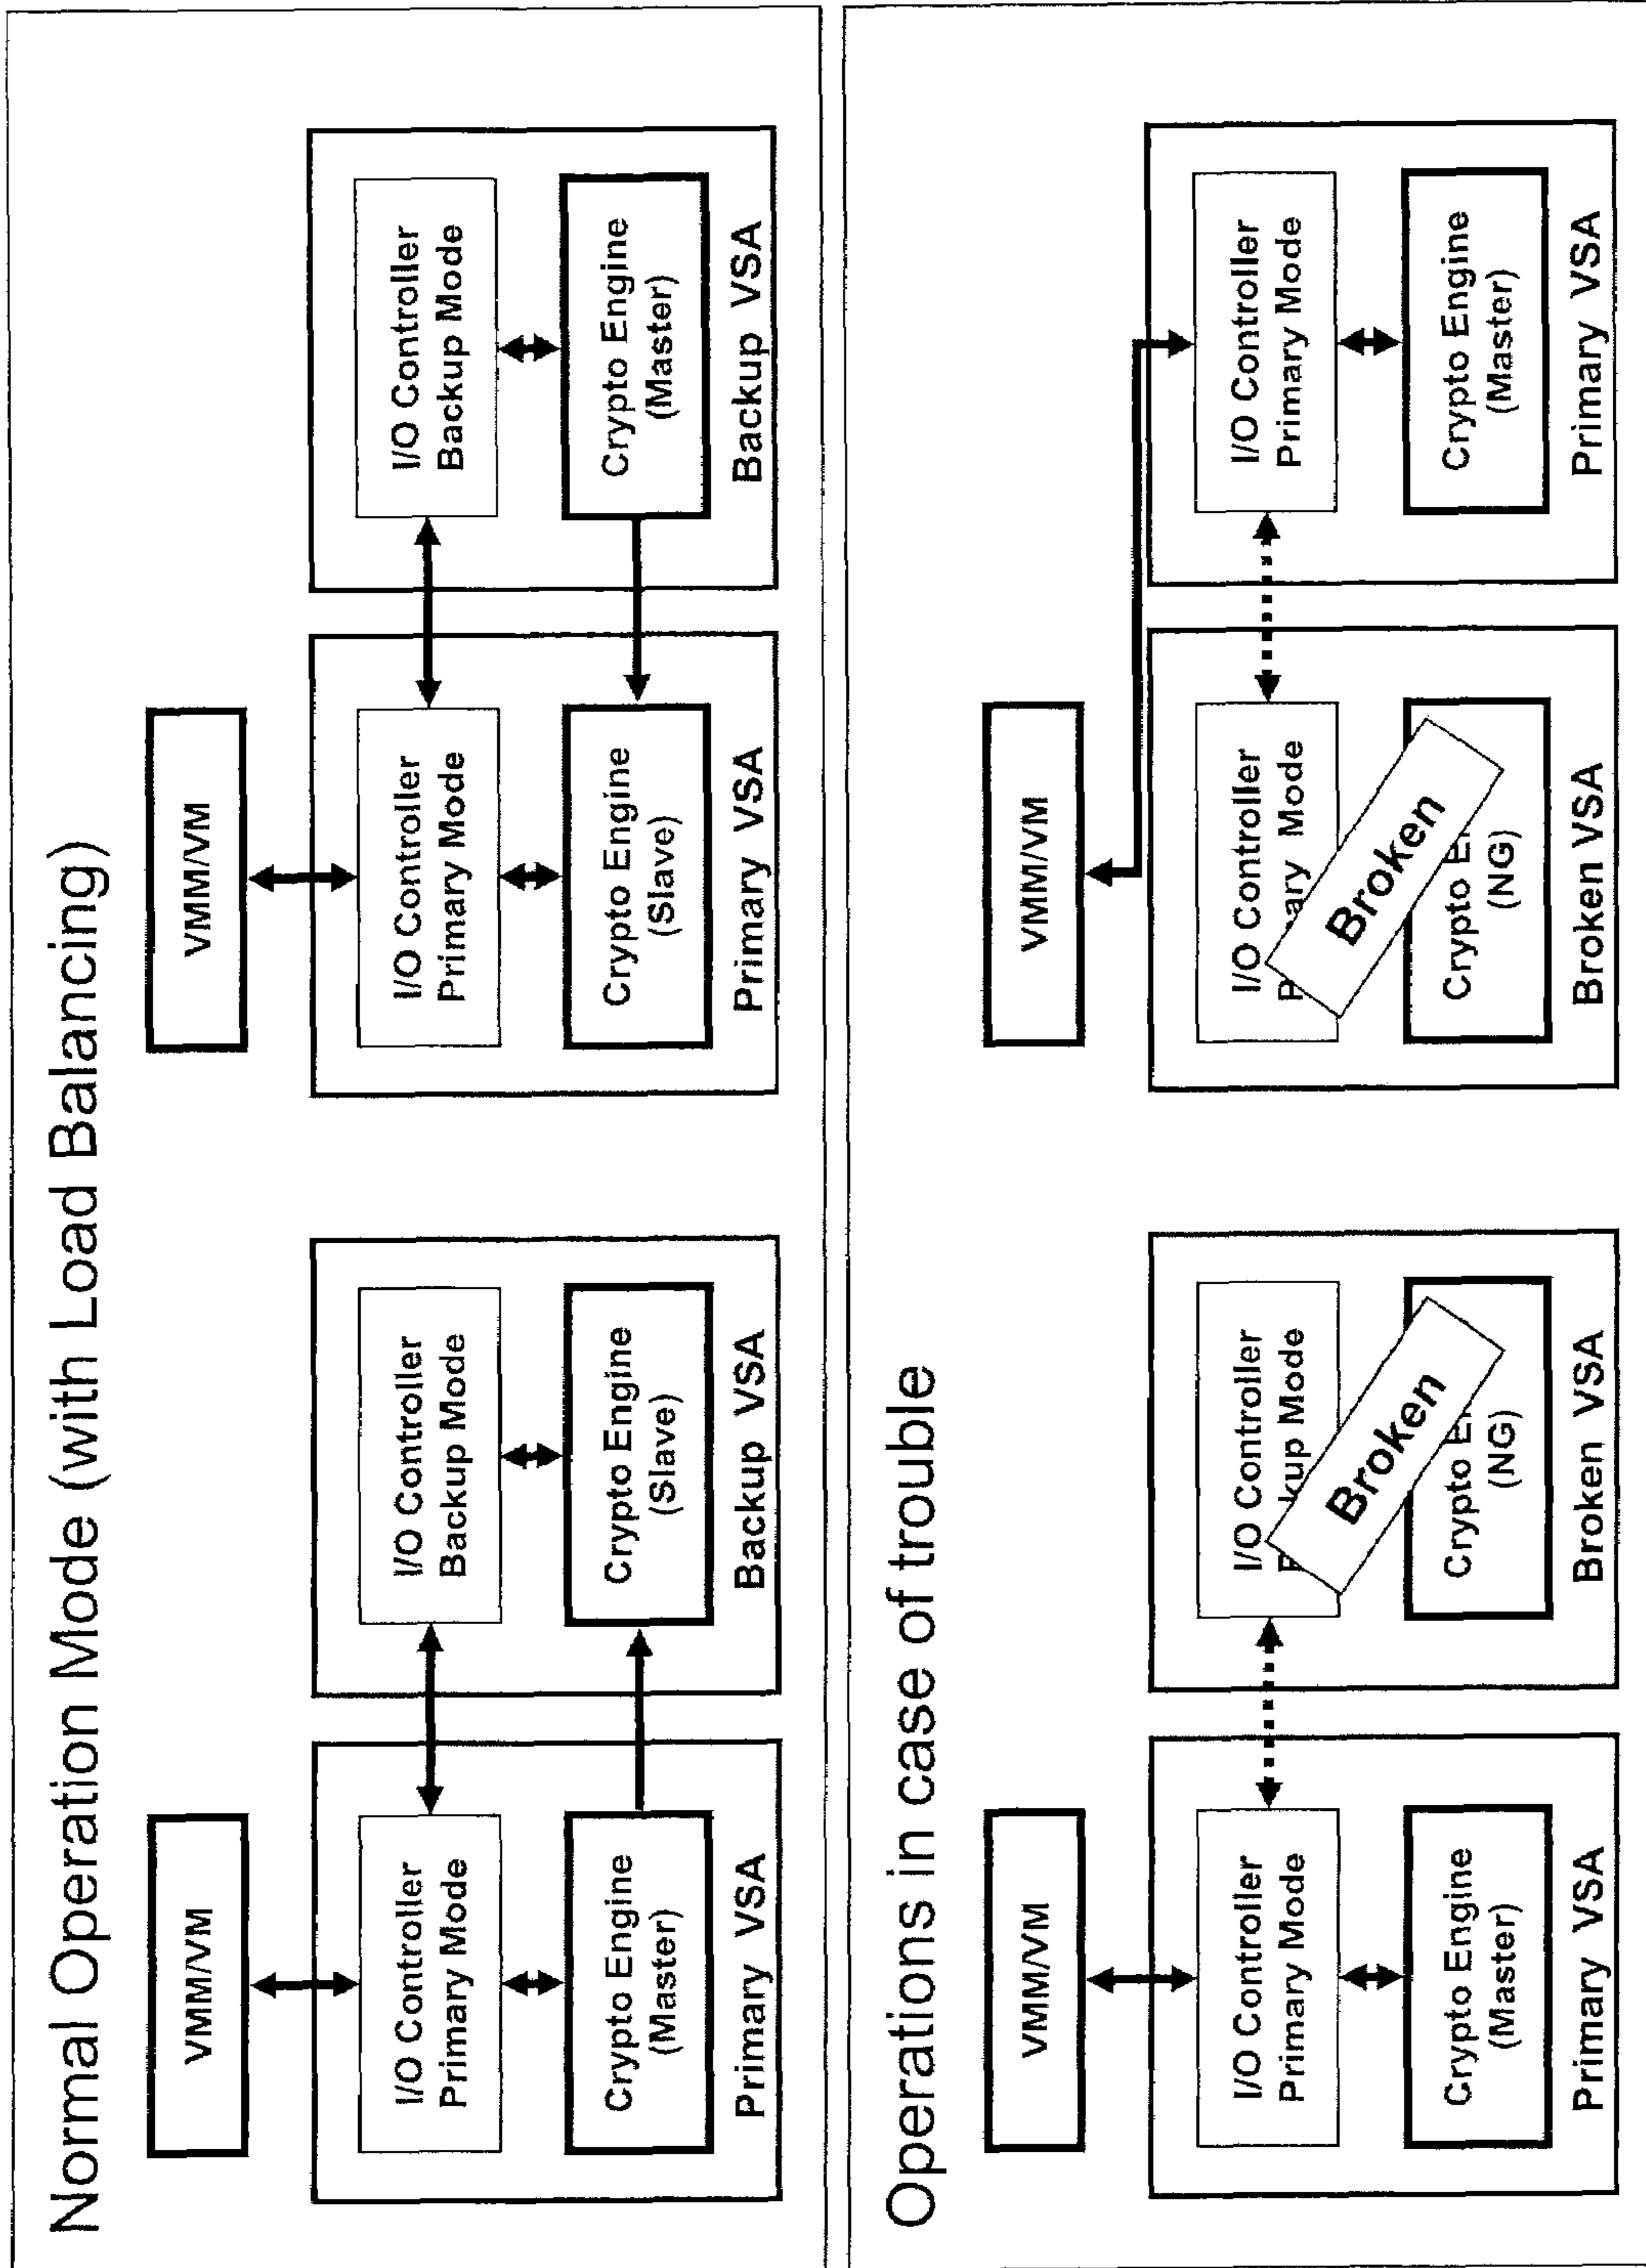 Normal Operation Mode (with Load Balancing)
VMM/VM
I/O Controller
Primary Mode
Crypto Engine
(Master)
Primary VSA
I/O Controller
Backup Mode
Crypto Engine
(Slave)
Backup VSA
VMM/VM
I/O Controller
Primary Mode
Crypto Engine
(Slave)
Primary VSA
I/O Controller
Backup Mode
Crypto Engine
(Master)
Backup VSA
Operations in case of trouble
VMM/VM
I/O Controller
Primary Mode
Crypto Engine
(Master)
Primary VSA
I/O Controller
Mode
Broken
Crypto
(NG)
Broken VSA
VMM/VM
I/O Controller
Mode
Broken
Crypto
(NG)
Broken VSA
I/O Controller
Primary Mode
Crypto Engine
(Master)
Primary VSA